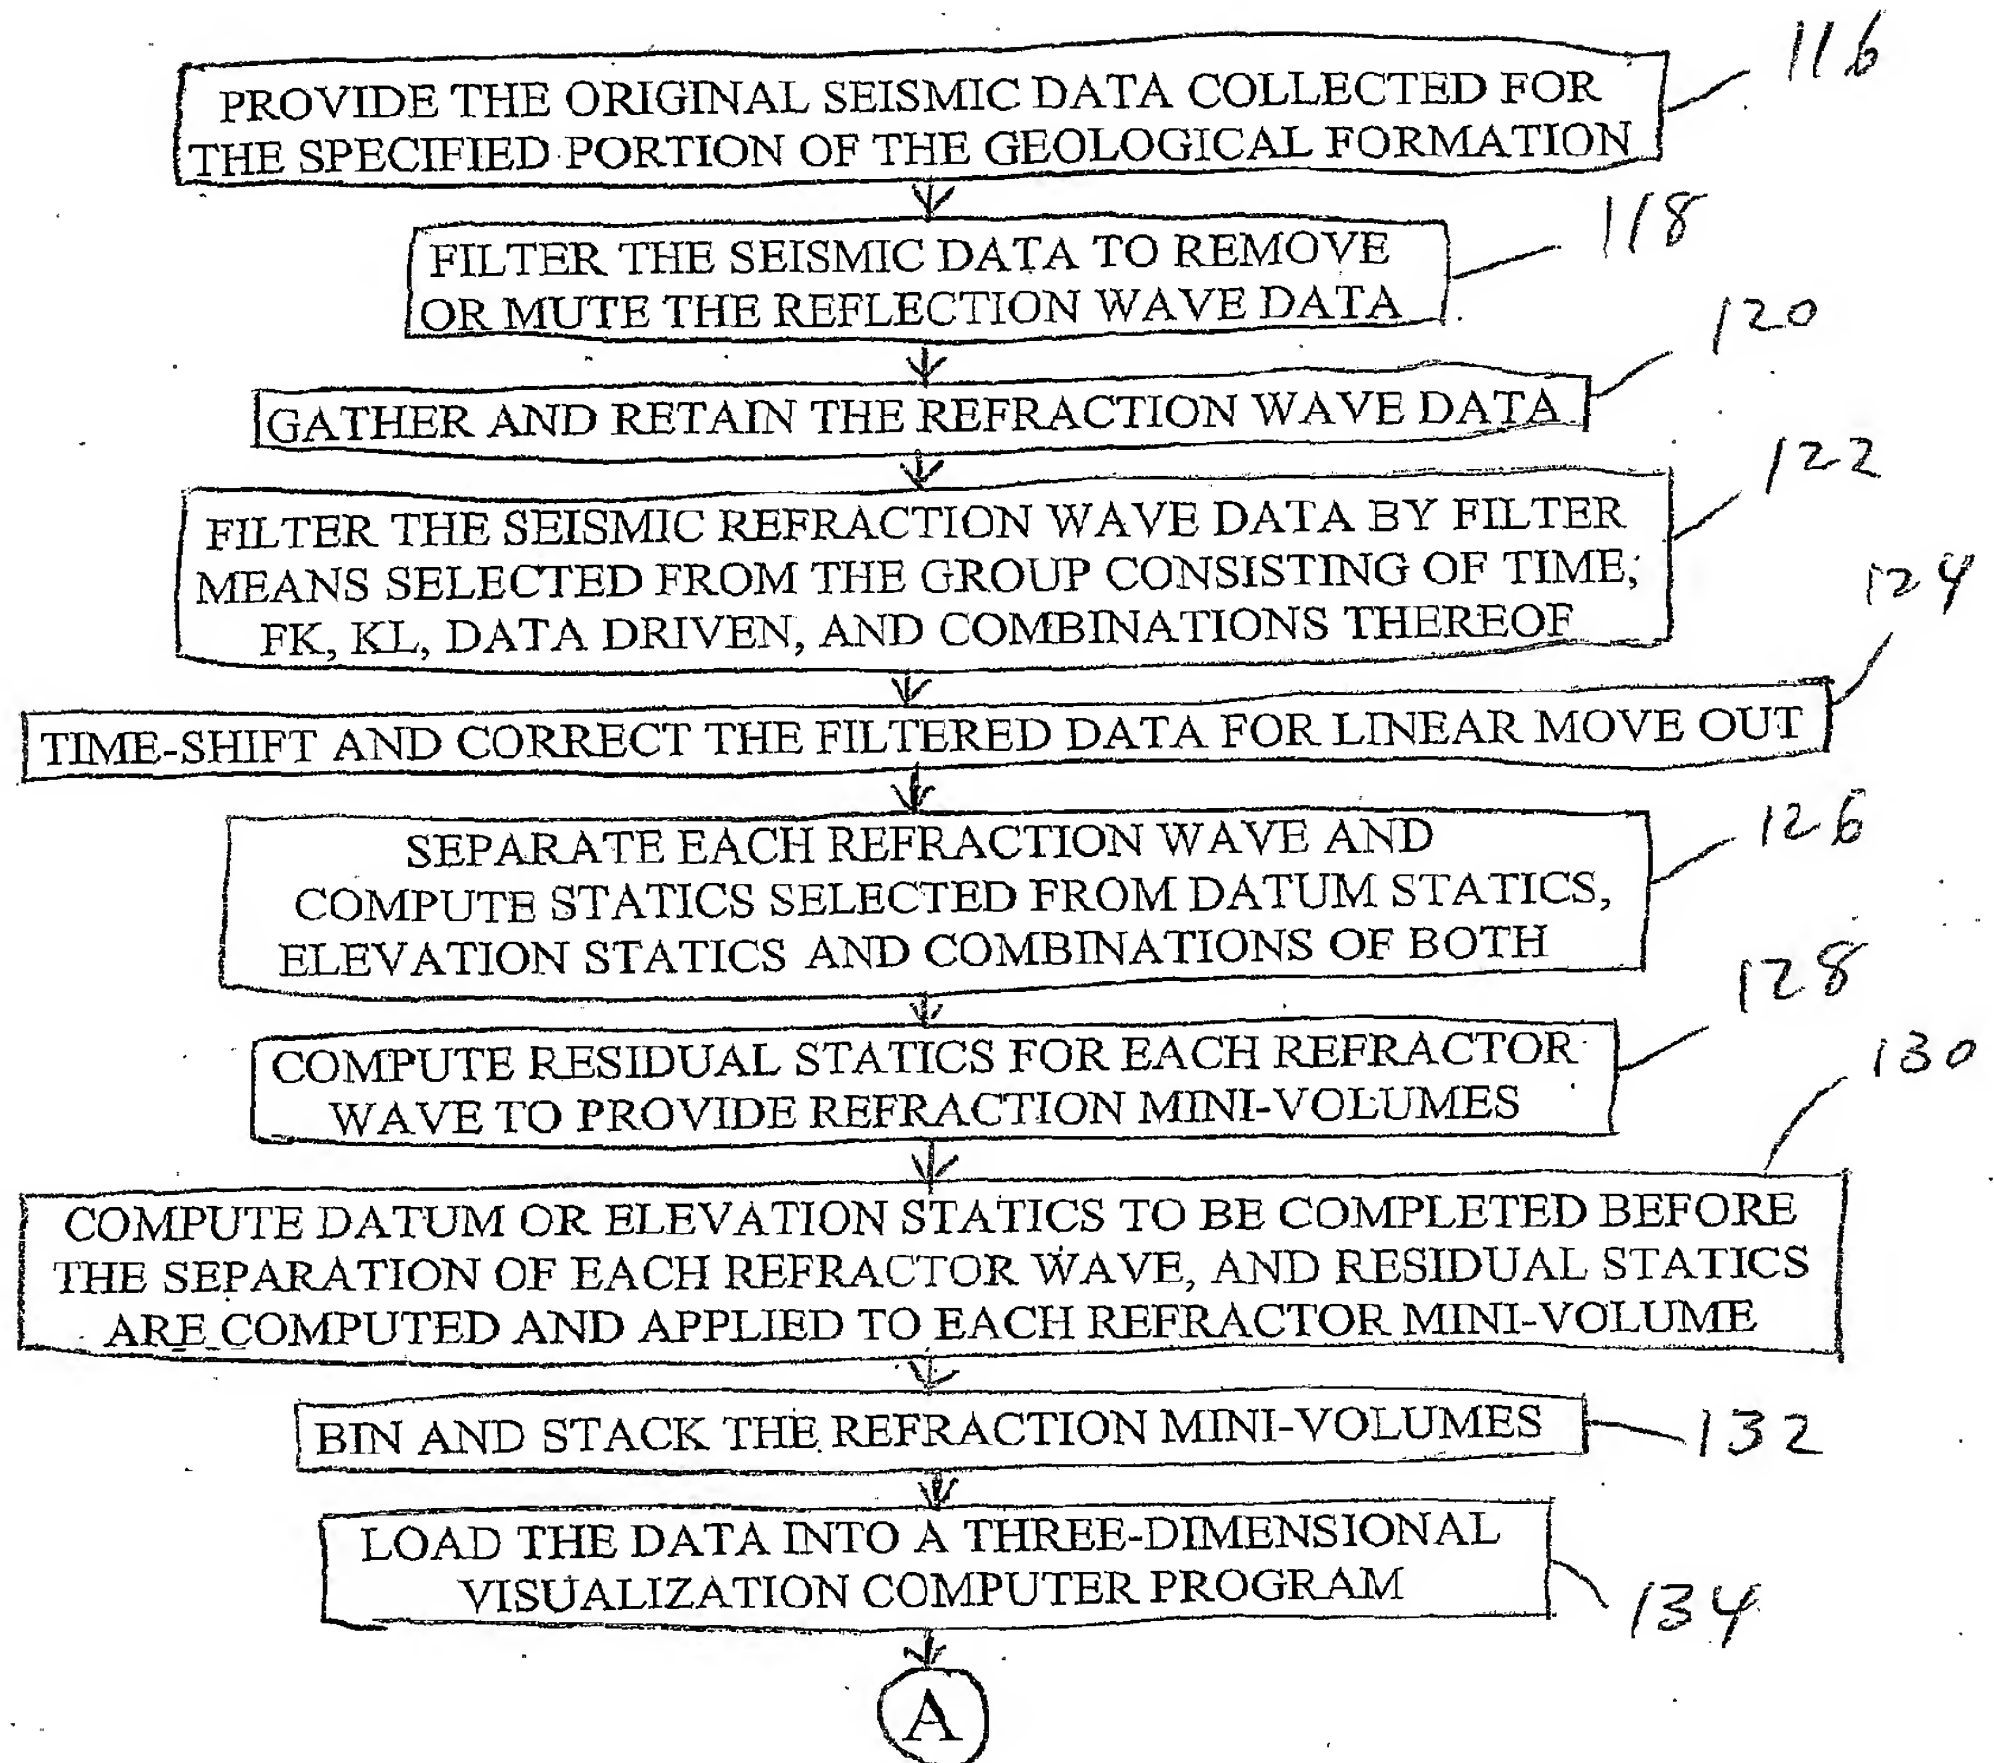 116
PROVIDE THE ORIGINAL SEISMIC DATA COLLECTED FOR
THE SPECIFIED PORTION OF THE GEOLOGICAL FORMATION
118
FILTER THE SEISMIC DATA TO REMOVE
OR MUTE THE REFLECTION WAVE DATA
120
GATHER AND RETAIN THE REFRACTION WAVE DATA
122
FILTER THE SEISMIC REFRACTION WAVE DATA BY FILTER
MEANS SELECTED FROM THE GROUP CONSISTING OF TIME,
FK, KL, DATA DRIVEN, AND COMBINATIONS THEREOF
124
TIME-SHIFT AND CORRECT THE FILTERED DATA FOR LINEAR MOVE OUT
126
SEPARATE EACH REFRACTION WAVE AND
COMPUTE STATICS SELECTED FROM DATUM STATICS,
ELEVATION STATICS AND COMBINATIONS OF BOTH
128
COMPUTE RESIDUAL STATICS FOR EACH REFRACTOR
WAVE TO PROVIDE REFRACTION MINI-VOLUMES
130
COMPUTE DATUM OR ELEVATION STATICS TO BE COMPLETED BEFORE
THE SEPARATION OF EACH REFRACTOR WAVE, AND RESIDUAL STATICS
ARE COMPUTED AND APPLIED TO EACH REFRACTOR MINI-VOLUME
BIN AND STACK THE REFRACTION MINI-VOLUMES
132
LOAD THE DATA INTO A THREE-DIMENSIONAL
VISUALIZATION COMPUTER PROGRAM
134
A